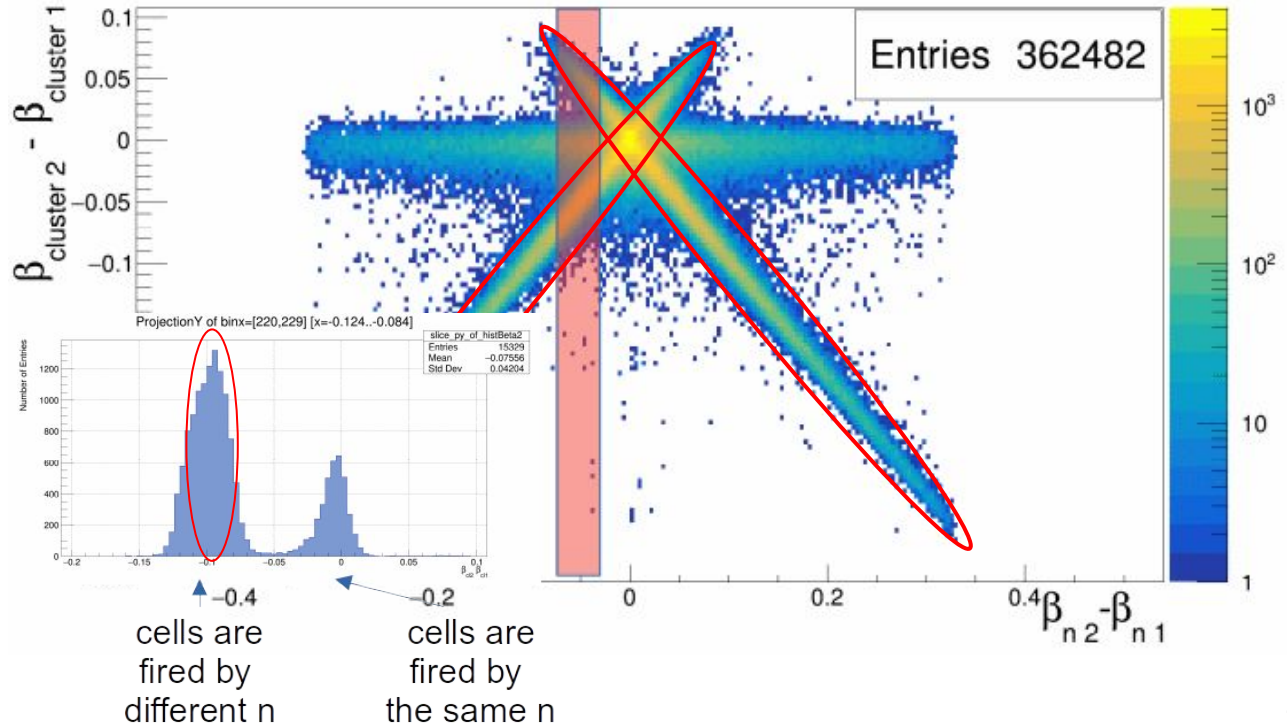 0.1
0.05
0
−0.05
−0.1
β cluster 2 - β cluster 1
Entries 362482
10³
10²
10
1
ProjectionY of binx=[220,229] [x=-0.124..-0.084]
slice_py_of_histBeta2
Entries 15329
Mean −0.07556
Std Dev 0.04204
Number of Entries
1200
1000
800
600
400
200
0
−0.2 −0.15 −0.1 −0.05 0 0.05 0.1
β cl2 - β cl1
−0.4 −0.2 0 0.2 0.4
β n 2 - β n 1
cells are
fired by
different n
cells are
fired by
the same n